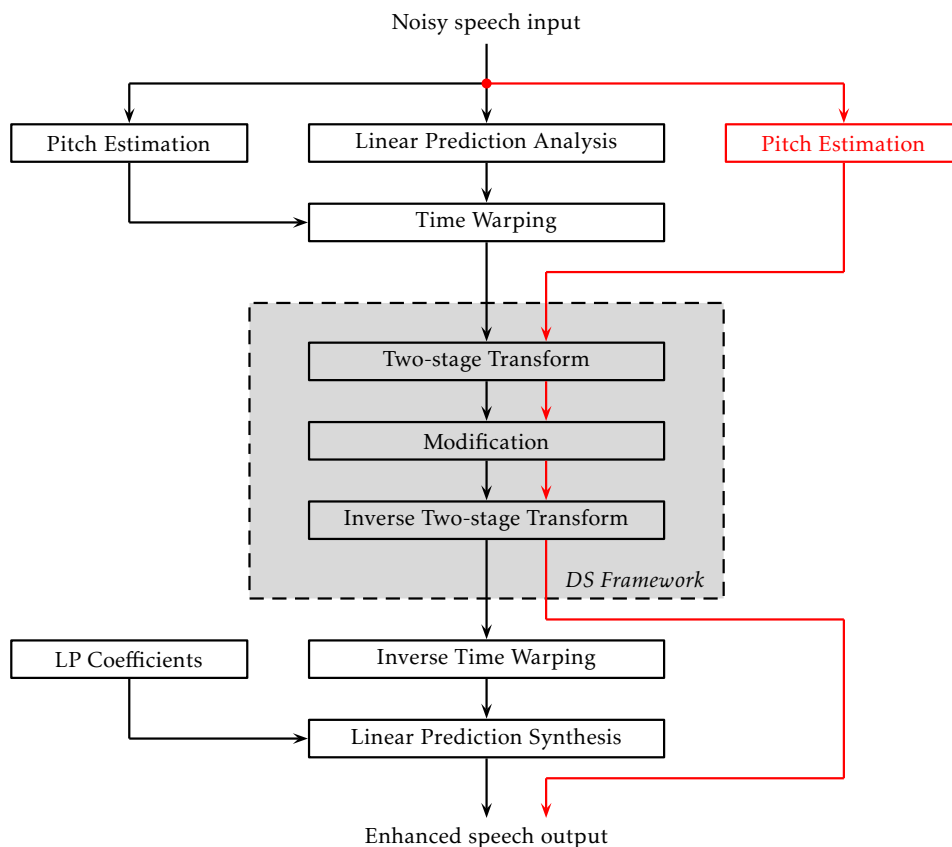 Noisy speech input
Pitch Estimation
Linear Prediction Analysis
Pitch Estimation
Time Warping
Two-stage Transform
Modification
Inverse Two-stage Transform
DS Framework
LP Coefficients
Inverse Time Warping
Linear Prediction Synthesis
Enhanced speech output